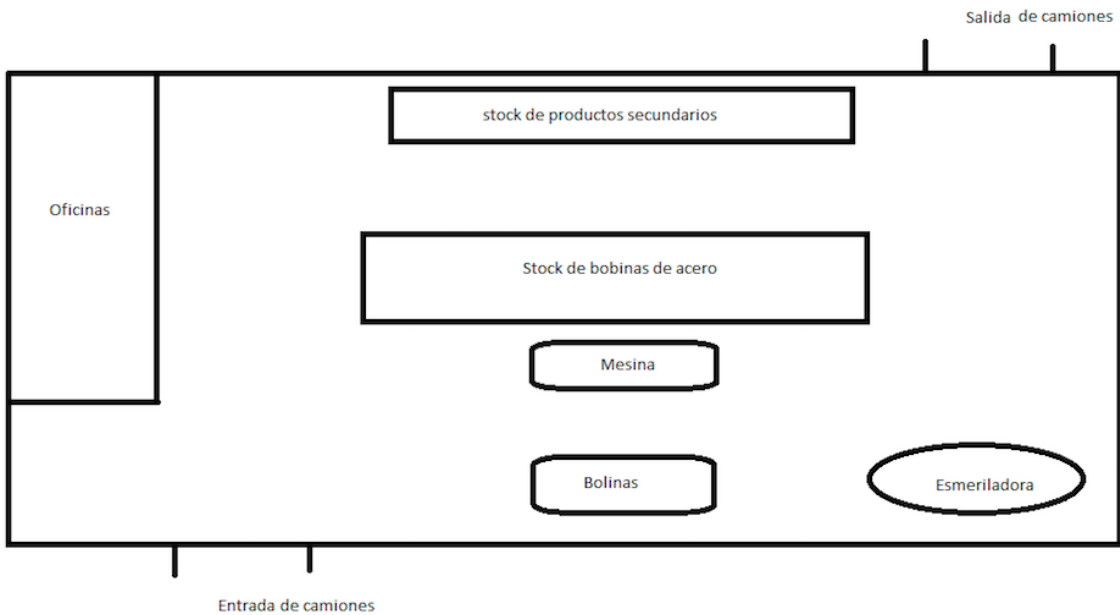 Salida de camiones
stock de productos secundarios
Oficinas
Stock de bobinas de acero
Mesina
Bolinas
Esmeriladora
Entrada de camiones